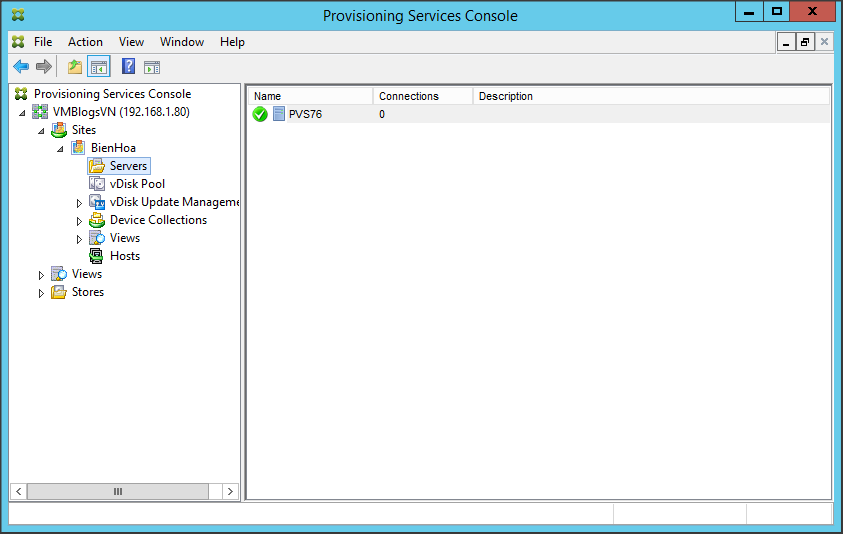 Provisioning Services Console
File Action View Window Help
Provisioning Services Console
VMBlogsVN (192.168.1.80)
Sites
BienHoa
Servers
vDisk Pool
vDisk Update Manageme
Device Collections
Views
Hosts
Views
Stores
Name Connections Description
PVS76 0